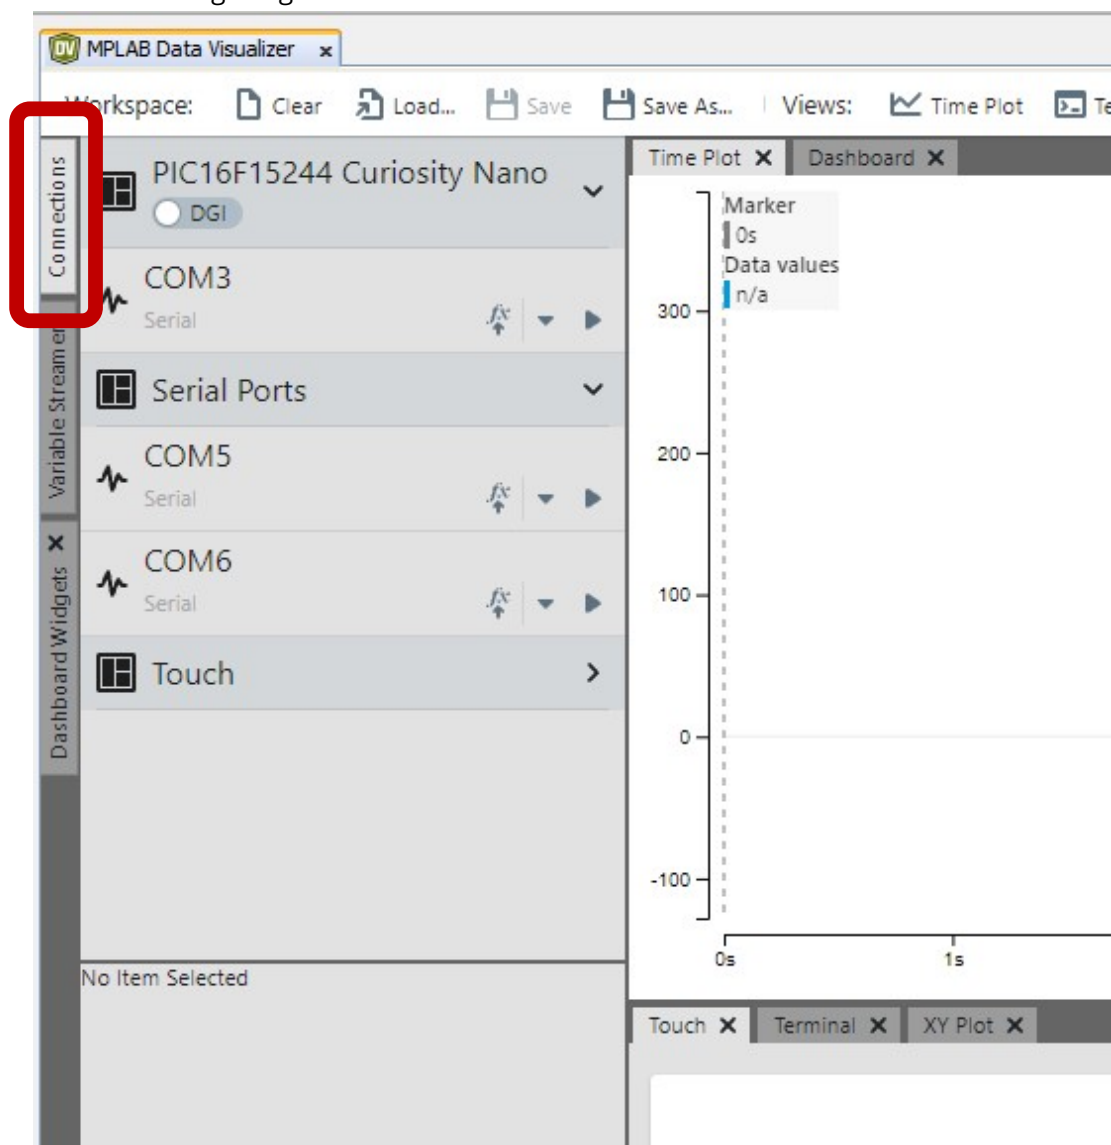 MPLAB Data Visualizer x
Workspace: Clear Load... Save Save As... Views: Time Plot
Connections
Variable Streamer
Dashboard Widgets
PIC16F15244 Curiosity Nano
DGI
COM3
Serial
Serial Ports
COM5
Serial
COM6
Serial
Touch
No Item Selected
Time Plot Dashboard
Marker
0s
Data values
n/a
300
200
100
0
-100
0s 1s
Touch Terminal XY Plot